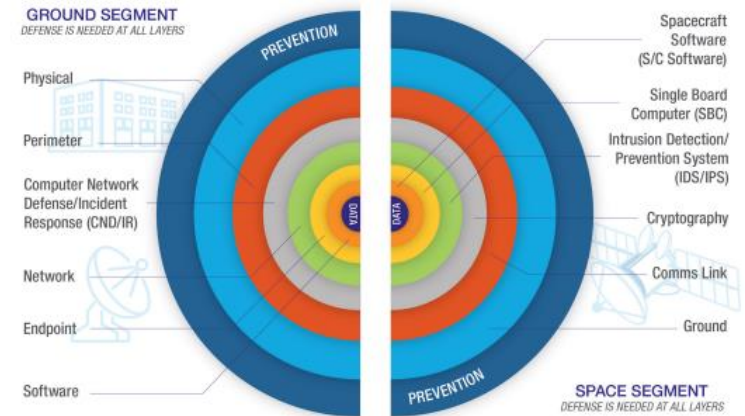 GROUND SEGMENT
DEFENSE IS NEEDED AT ALL LAYERS
Physical
Perimeter
Computer Network
Defense/Incident
Response (CND/IR)
Network
Endpoint
Software
PREVENTION
DATA
DATA
PREVENTION
Spacecraft
Software
(S/C Software)
Single Board
Computer (SBC)
Intrusion Detection/
Prevention System
(IDS/IPS)
Cryptography
Comms Link
Ground
SPACE SEGMENT
DEFENSE IS NEEDED AT ALL LAYERS